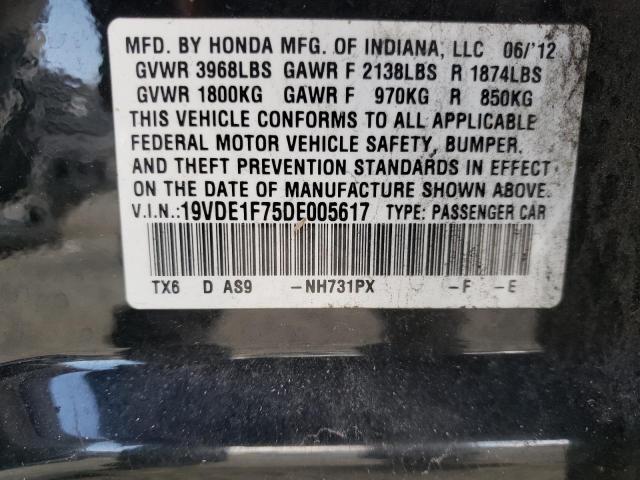 MFD. BY HONDA MFG. OF INDIANA, LLC 06/'12
GVWR 3968LBS GAWR F 2138LBS R 1874LBS
GVWR 1800KG GAWR F 970KG R 850KG
THIS VEHICLE CONFORMS TO ALL APPLICABLE
FEDERAL MOTOR VEHICLE SAFETY, BUMPER,
AND THEFT PREVENTION STANDARDS IN EFFECT
ON THE DATE OF MANUFACTURE SHOWN ABOVE.
V.I.N.:19VDE1F75DE005617 TYPE: PASSENGER CAR
TX6 D AS9 -NH731PX -F -E